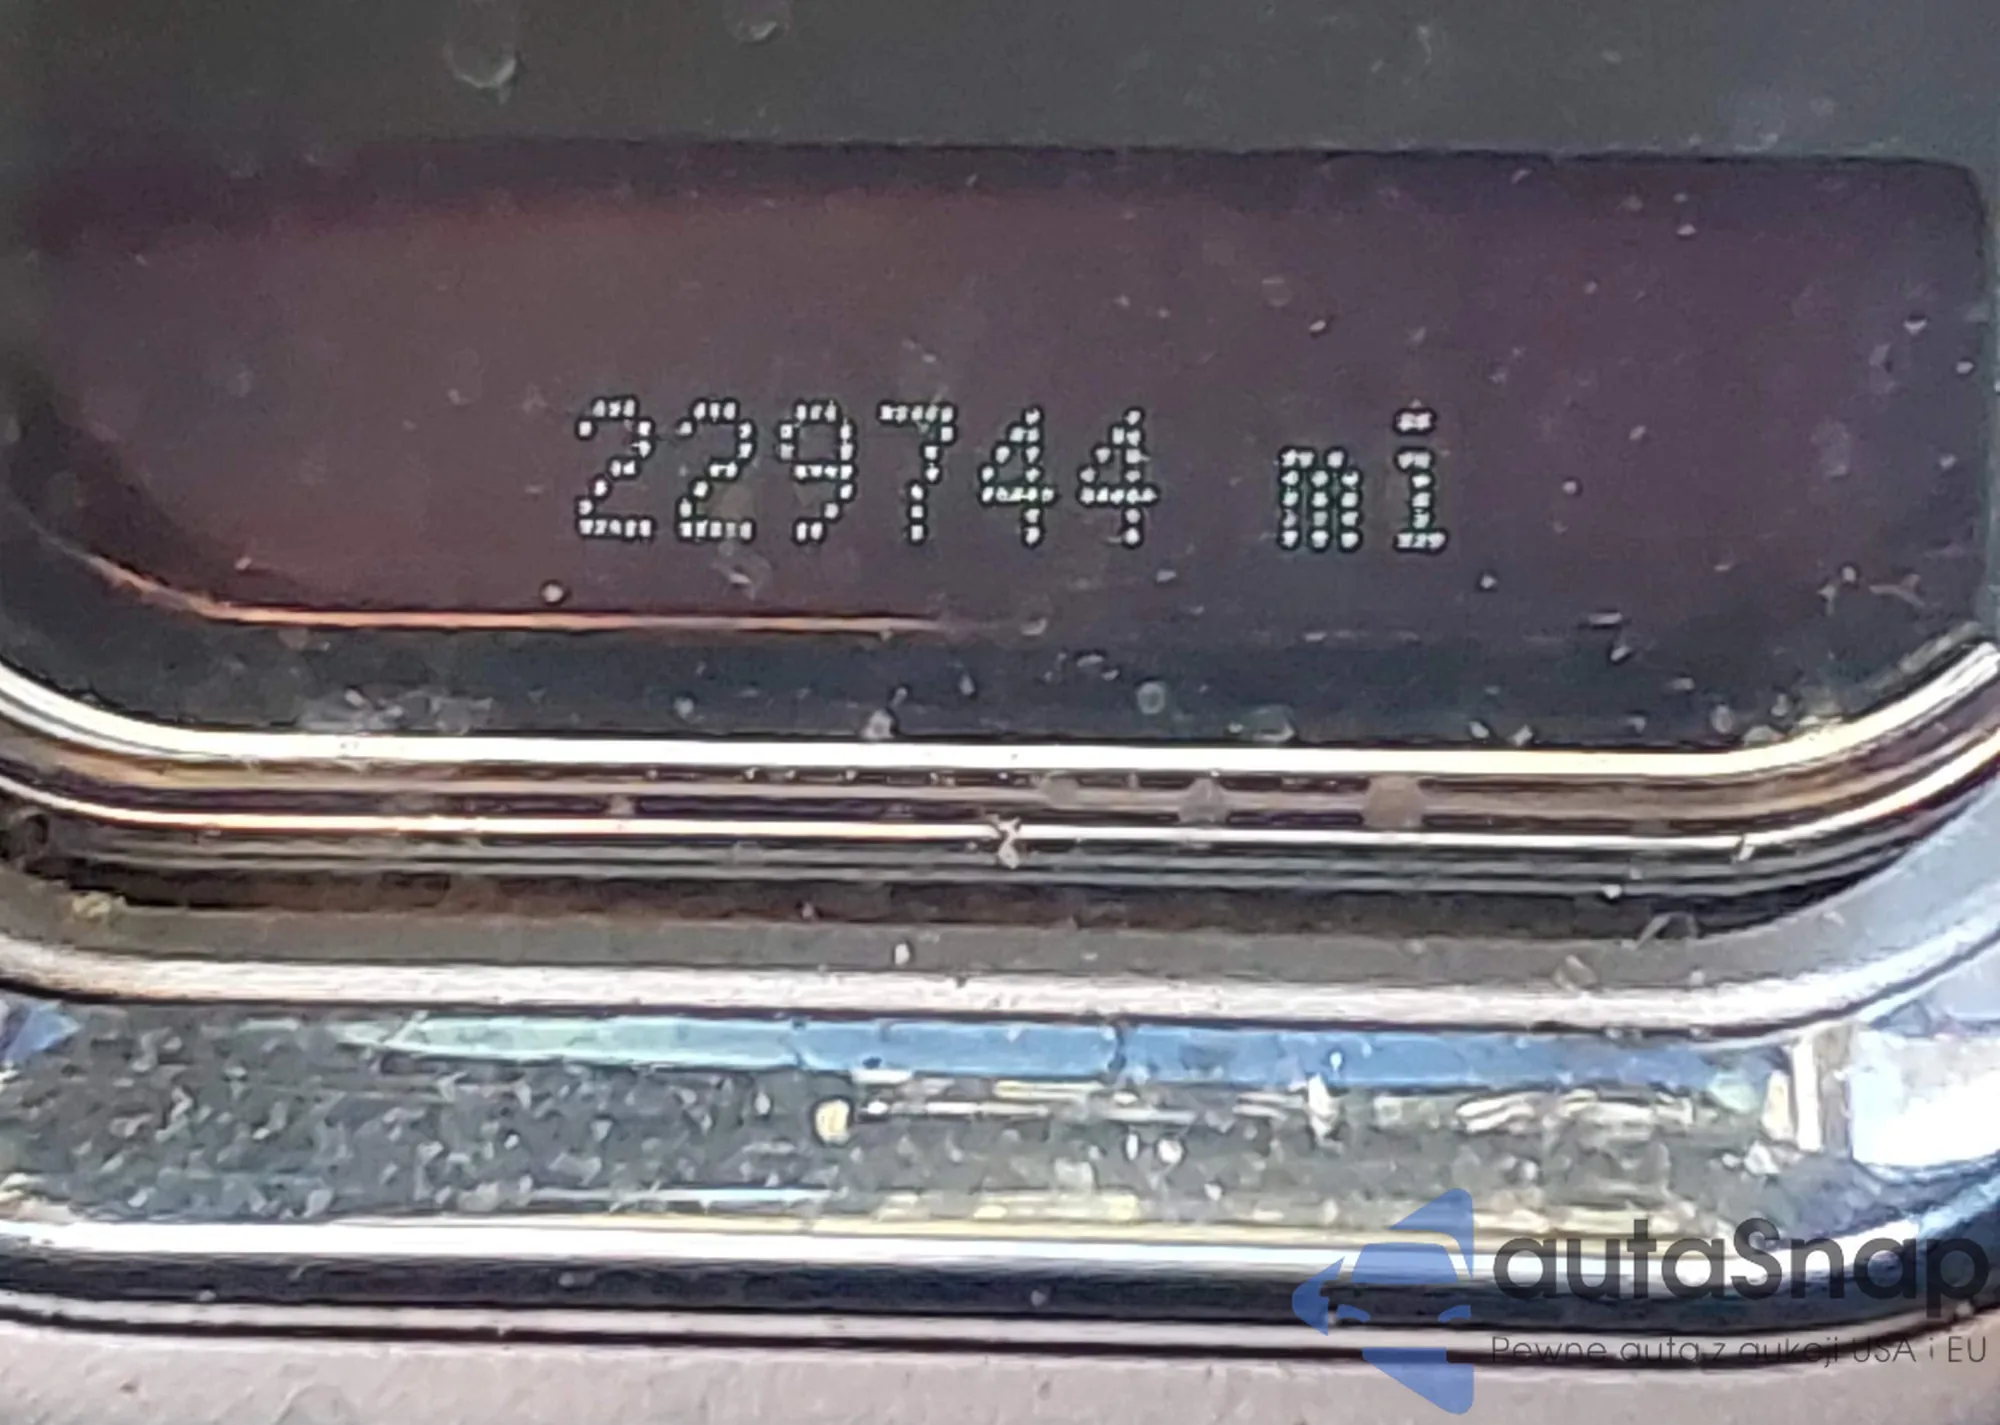 229744 mi
autaSnap
Pewne auta z aukcji USA i EU